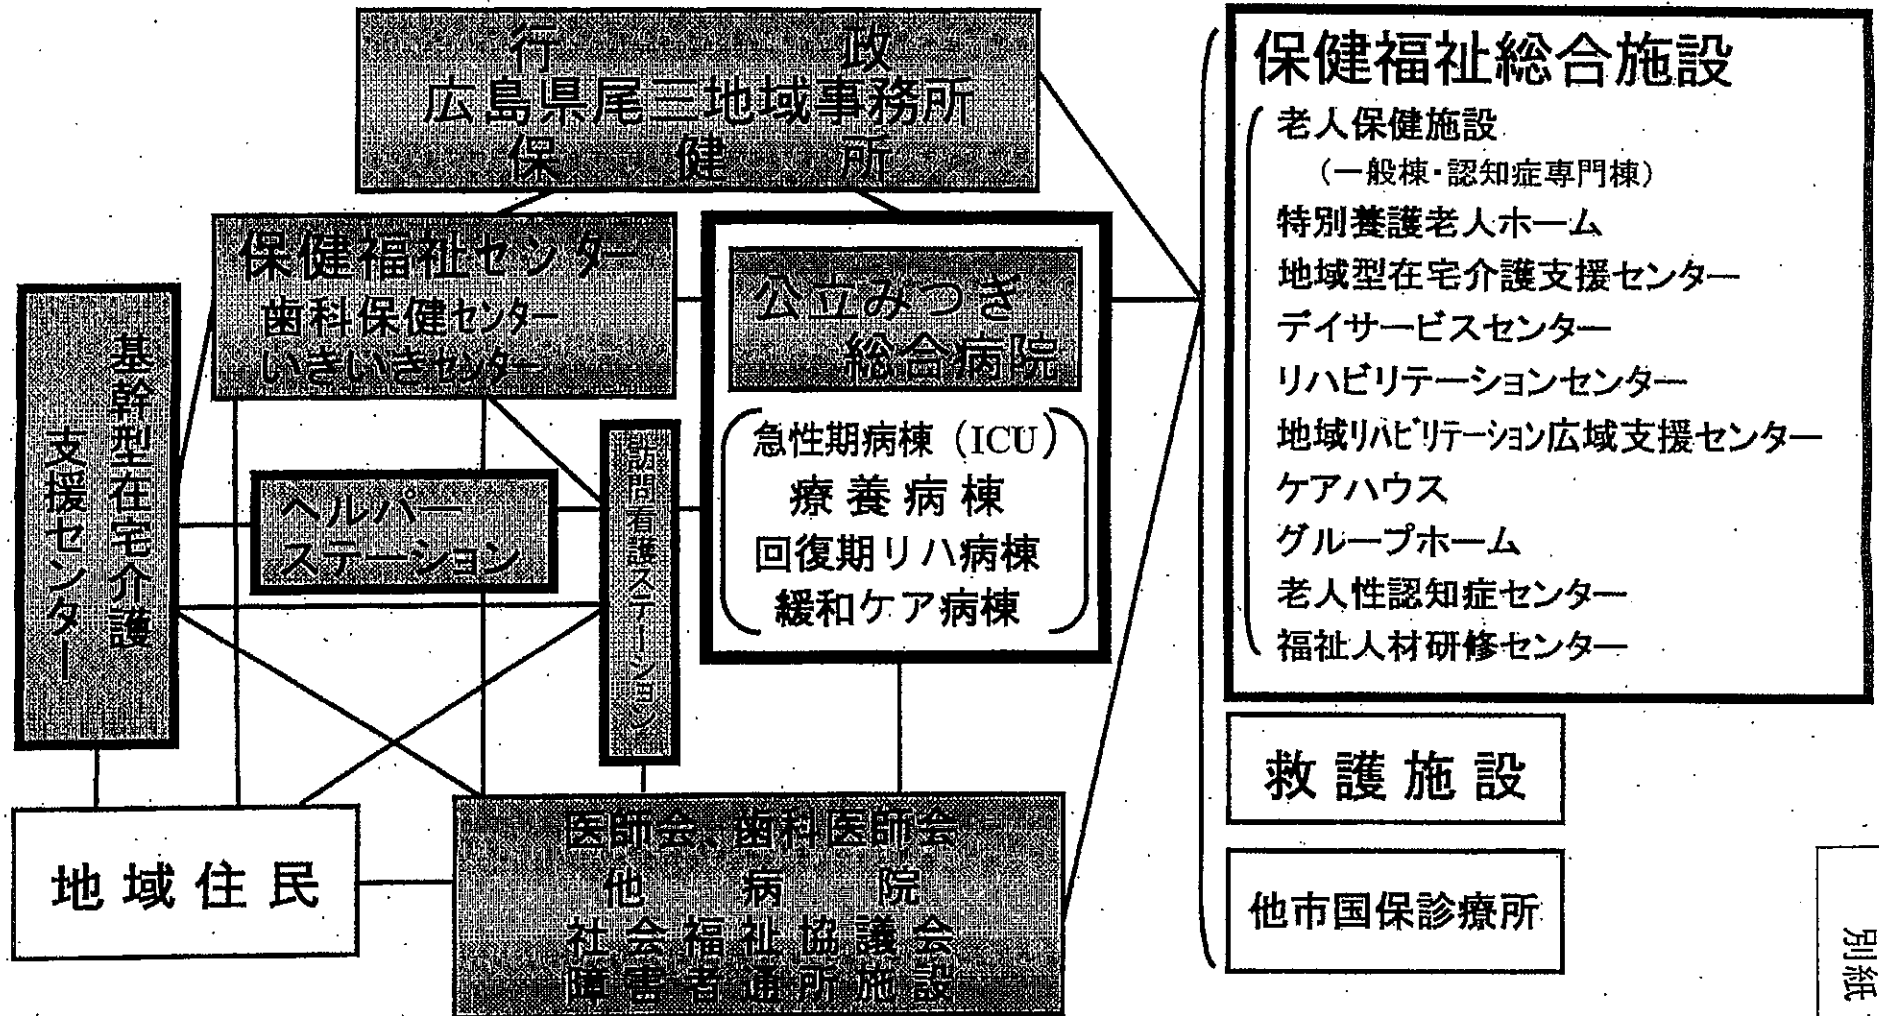 行政
広島県尾三地域事務所
保健所
保健福祉センター
歯科保健センター
いきいきセンター
公立みつぎ
総合病院
急性期病棟（ICU）
療養病棟
回復期リハ病棟
緩和ケア病棟
基幹型在宅介護
支援センター
ヘルパー
ステーション
訪問看護ステーション
地域住民
医師会、歯科医師会
他病院
社会福祉協議会
障害者通所施設
保健福祉総合施設
老人保健施設
（一般棟・認知症専門棟）
特別養護老人ホーム
地域型在宅介護支援センター
デイサービスセンター
リハビリテーションセンター
地域リハビリテーション広域支援センター
ケアハウス
グループホーム
老人性認知症センター
福祉人材研修センター
救護施設
他市国保診療所
別紙